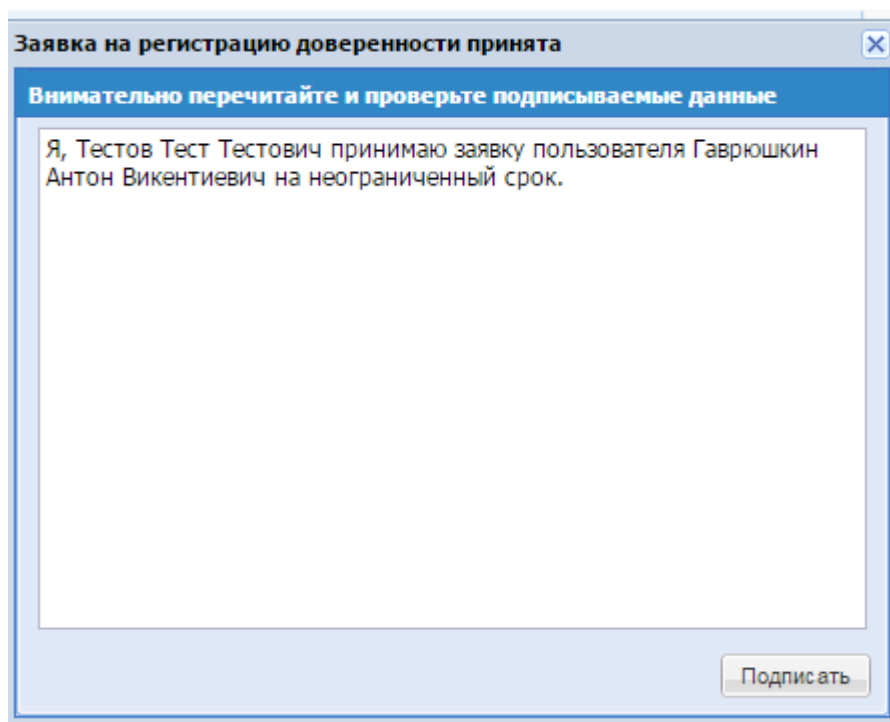 Заявка на регистрацию доверенности принята
Внимательно перечитайте и проверьте подписываемые данные
Я, Тестов Тест Тестович принимаю заявку пользователя Гаврюшкин
Антон Викентиевич на неограниченный срок.
Подписать